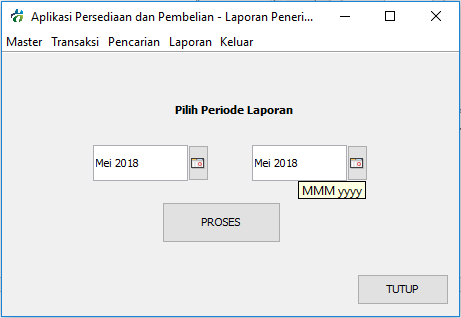 Aplikasi Persediaan dan Pembelian - Laporan Peneri...
Master Transaksi Pencarian Laporan Keluar
Pilih Periode Laporan
Mei 2018 Mei 2018
MMM yyyy
PROSES
TUTUP